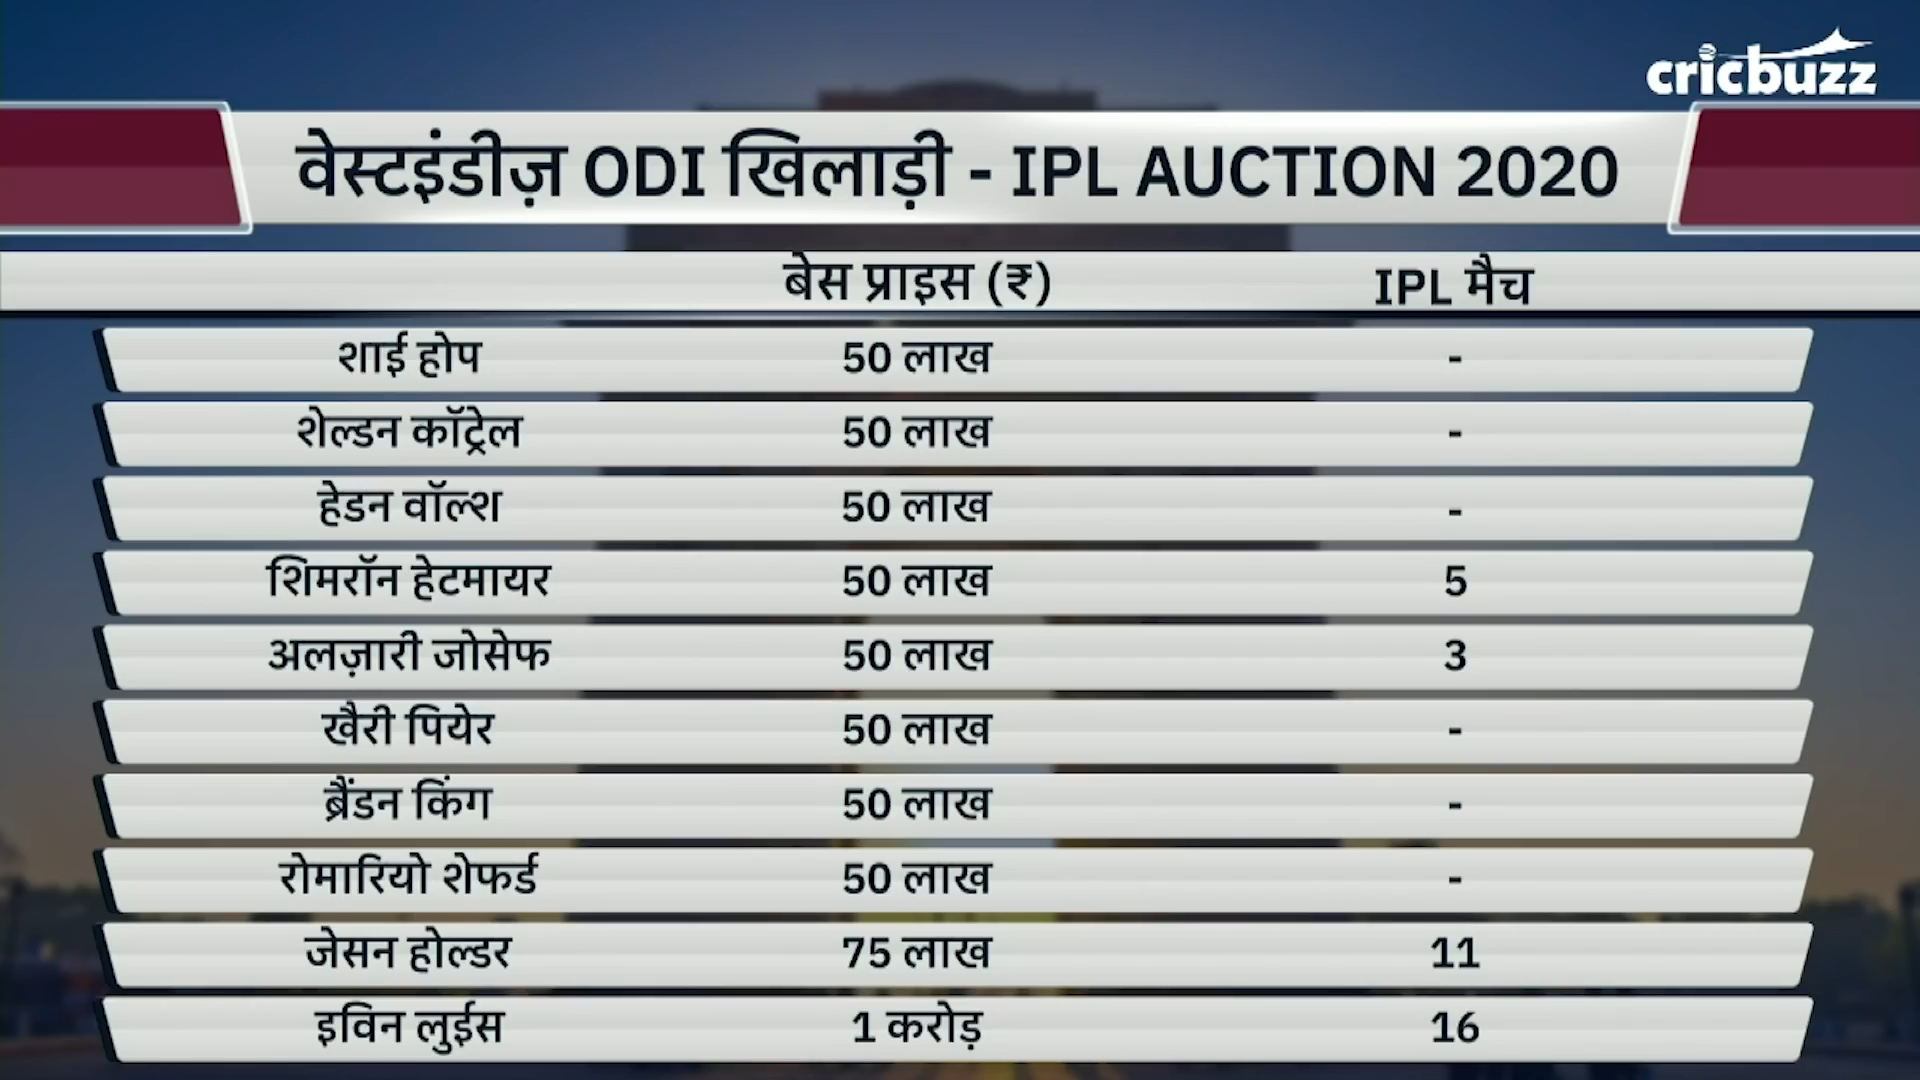 cricbuzz
वेस्टइंडीज़ ODI खिलाड़ी - IPL AUCTION 2020
बेस प्राइस (₹) IPL मैच
शाई होप 50 लाख -
शेल्डन कॉट्रेल 50 लाख -
हेडन वॉल्श 50 लाख -
शिमरॉन हेटमायर 50 लाख 5
अलज़ारी जोसेफ 50 लाख 3
खैरी पियेर 50 लाख -
ब्रैंडन किंग 50 लाख -
रोमारियो शेफर्ड 50 लाख -
जेसन होल्डर 75 लाख 11
इविन लुईस 1 करोड़ 16